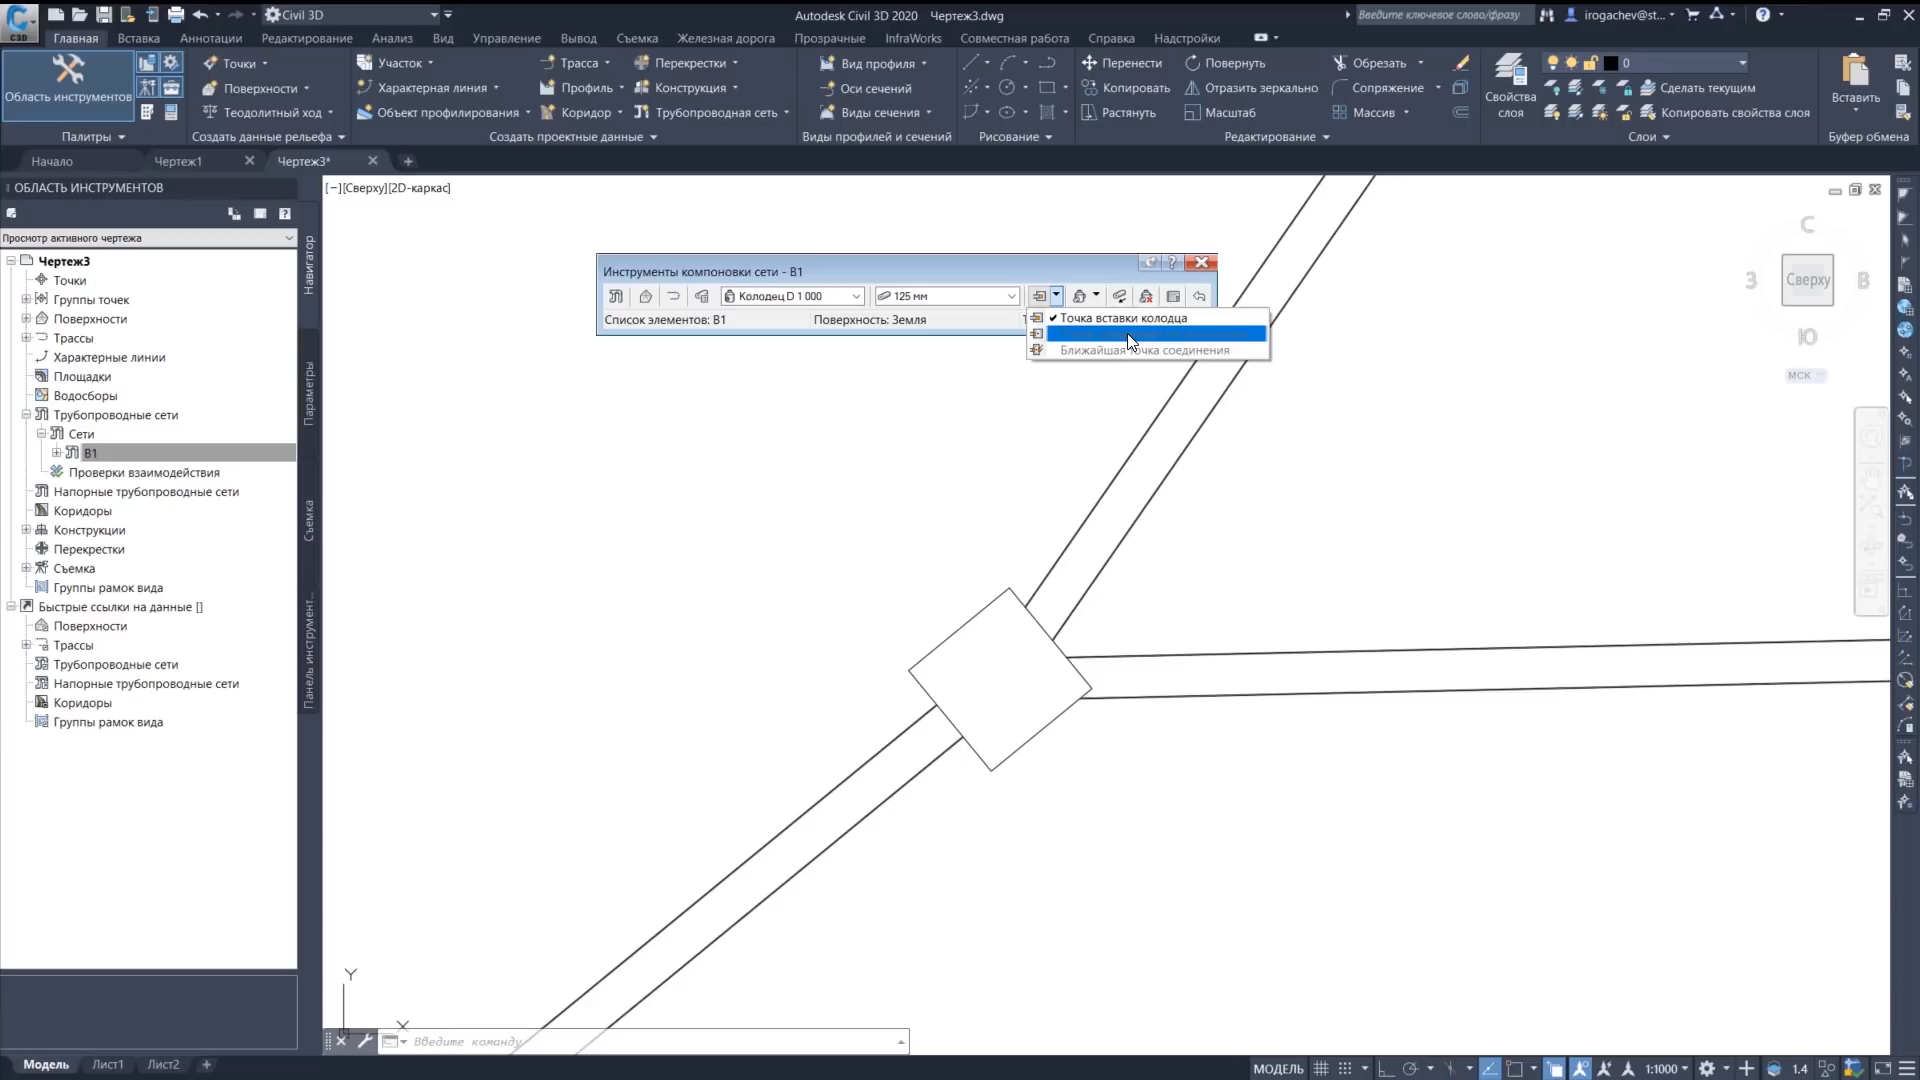 Civil 3D
Autodesk Civil 3D 2020 Чертеж3.dwg
Введите ключевое слово/фразу
irogachev@st...
C3D
Главная Вставка Аннотации Редактирование Анализ Вид Управление Вывод Съемка Железная дорога Прозрачные InfraWorks Совместная работа Справка Надстройки
Область инструментов
Точки
Поверхности
Теодолитный ход
Участок
Характерная линия
Объект профилирования
Трасса
Профиль
Коридор
Перекрестки
Конструкция
Трубопроводная сеть
Вид профиля
Оси сечений
Виды сечения
Перенести
Копировать
Растянуть
Повернуть
Отразить зеркально
Масштаб
Обрезать
Сопряжение
Массив
Свойства
слоя
0
Сделать текущим
Копировать свойства слоя
Вставить
Палитры Создать данные рельефа Создать проектные данные Виды профилей и сечений Рисование Редактирование Слои Буфер обмена
Начало Чертеж1 Чертеж3*
ОБЛАСТЬ ИНСТРУМЕНТОВ
Просмотр активного чертежа
Чертеж3
Точки
Группы точек
Поверхности
Трассы
Характерные линии
Площадки
Водосборы
Трубопроводные сети
Сети
В1
Проверки взаимодействия
Напорные трубопроводные сети
Коридоры
Конструкции
Перекрестки
Съемка
Группы рамок вида
Быстрые ссылки на данные []
Поверхности
Трассы
Трубопроводные сети
Напорные трубопроводные сети
Коридоры
Группы рамок вида
Навигатор
Параметры
Съемка
Панель инструмент...
[−][Сверху][2D-каркас]
Инструменты компоновки сети - В1
Колодец D 1 000
125 мм
Список элементов: В1 Поверхность: Земля
Точка вставки колодца
Ближайшая точка соединения
С
З Сверху В
Ю
МСК
Y
X
Введите команду
Модель Лист1 Лист2
МОДЕЛЬ
1:1000
1.4